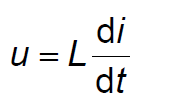 u = L di/dt